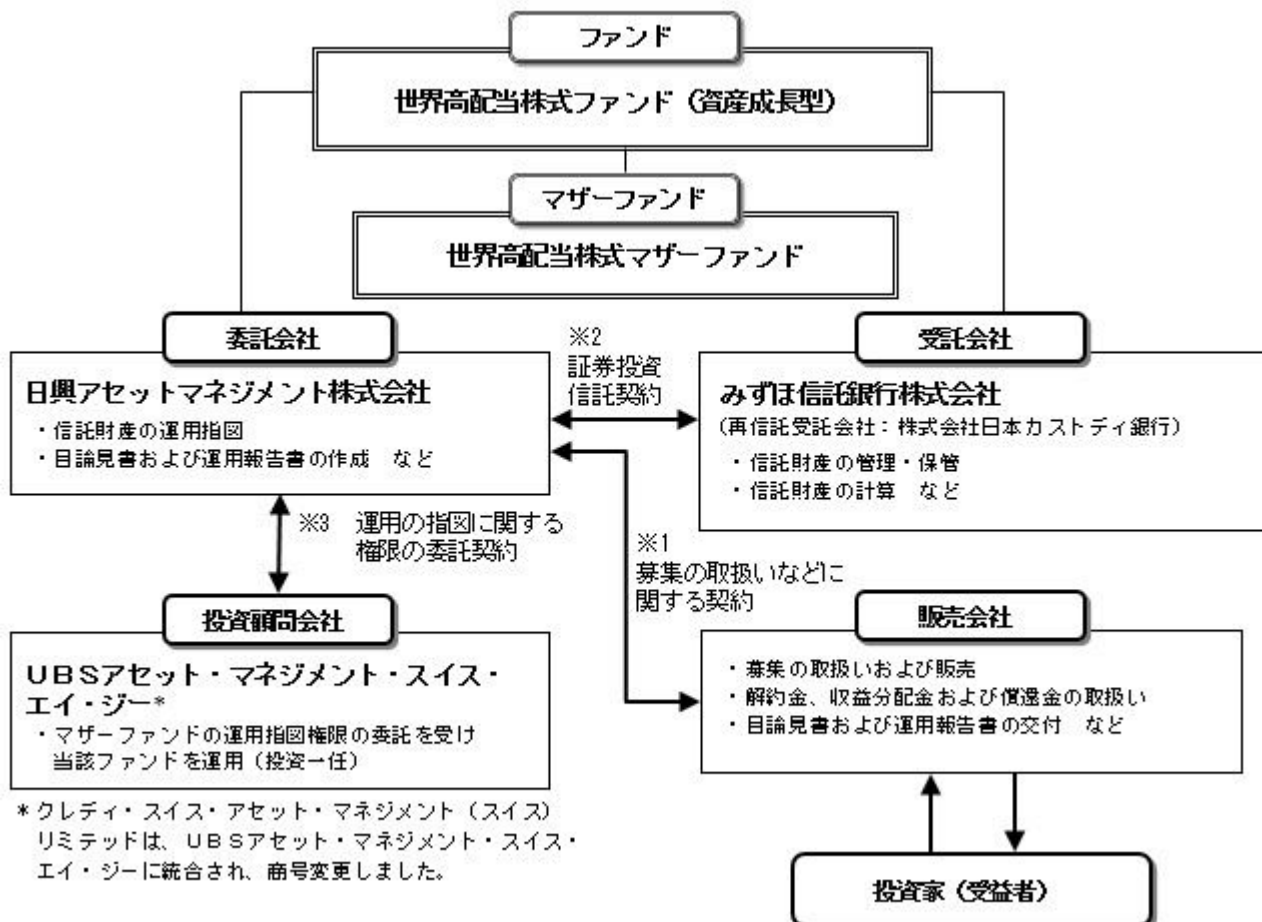 ファンド
世界高配当株式ファンド（資産成長型）
マザーファンド
世界高配当株式マザーファンド
委託会社
日興アセットマネジメント株式会社
・信託財産の運用指図
・目論見書および運用報告書の作成　など
※2
証券投資
信託契約
受託会社
みずほ信託銀行株式会社
(再信託受託会社：株式会社日本カストディ銀行)
・信託財産の管理・保管
・信託財産の計算　など
※3　運用の指図に関する
権限の委託契約
※1
募集の取扱いなどに
関する契約
投資顧問会社
ＵＢＳアセット・マネジメント・スイス・
エイ・ジー*
・マザーファンドの運用指図権限の委託を受け
当該ファンドを運用（投資一任）
*クレディ・スイス・アセット・マネジメント（スイス）
リミテッドは、ＵＢＳアセット・マネジメント・スイス・
エイ・ジーに統合され、商号変更しました。
販売会社
・募集の取扱いおよび販売
・解約金、収益分配金および償還金の取扱い
・目論見書および運用報告書の交付　など
投資家（受益者）